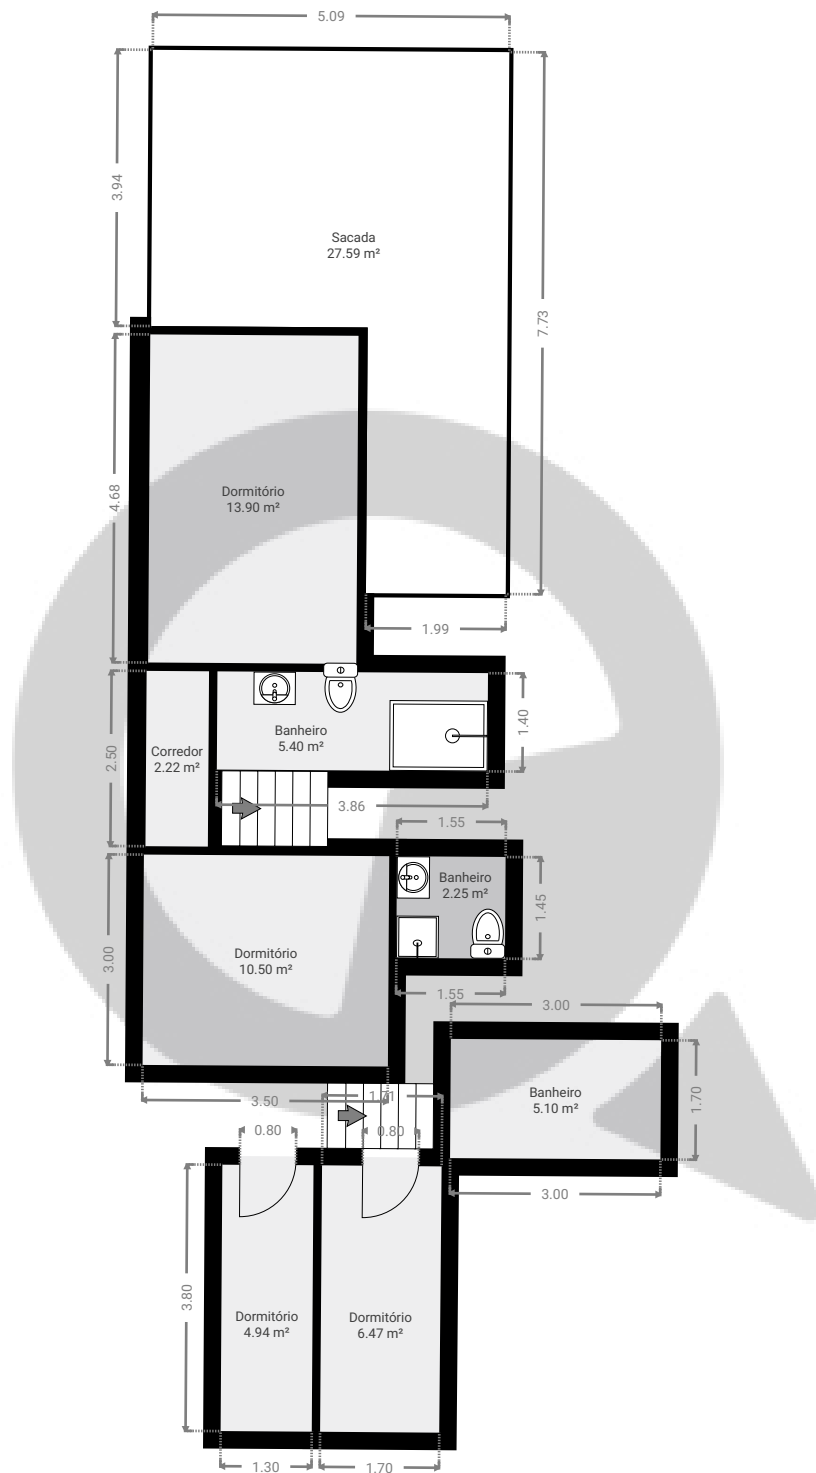 5.09
3.94
Sacada
27.59 m²
7.73
4.68
Dormitório
13.90 m²
1.99
2.50
Corredor
2.22 m²
Banheiro
5.40 m²
1.40
3.86
1.55
Banheiro
2.25 m²
1.45
3.00
Dormitório
10.50 m²
1.55
3.00
3.50
1.71
Banheiro
5.10 m²
1.70
0.80
0.80
3.00
3.80
Dormitório
4.94 m²
Dormitório
6.47 m²
1.30
1.70